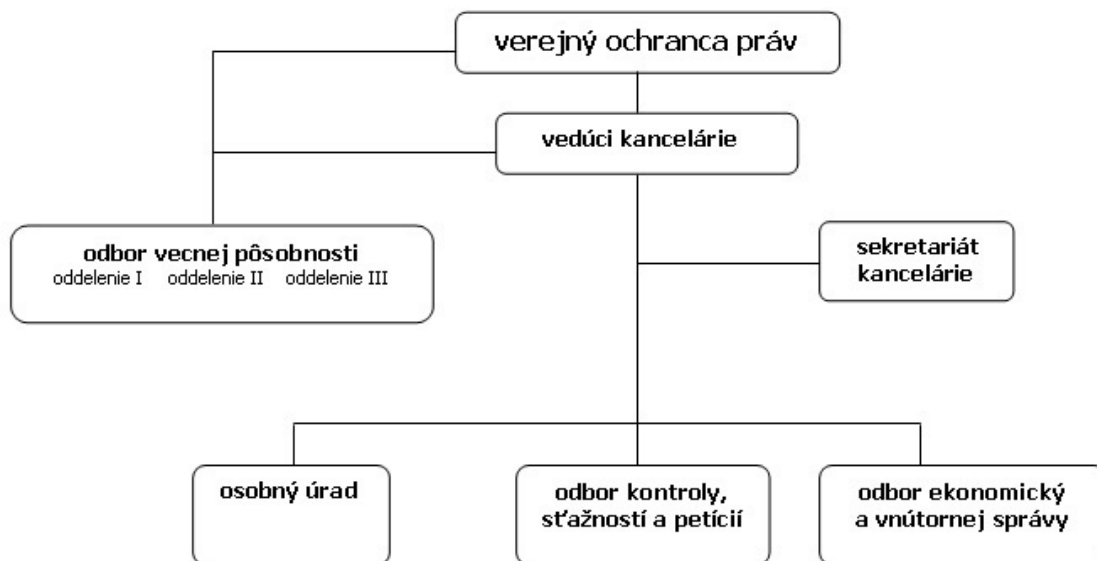 verejný ochranca práv
vedúci kancelárie
odbor vecnej pôsobnosti
oddelenie I oddelenie II oddelenie III
sekretariát
kancelárie
osobný úrad
odbor kontroly,
sťažností a petícií
odbor ekonomický
a vnútornej správy